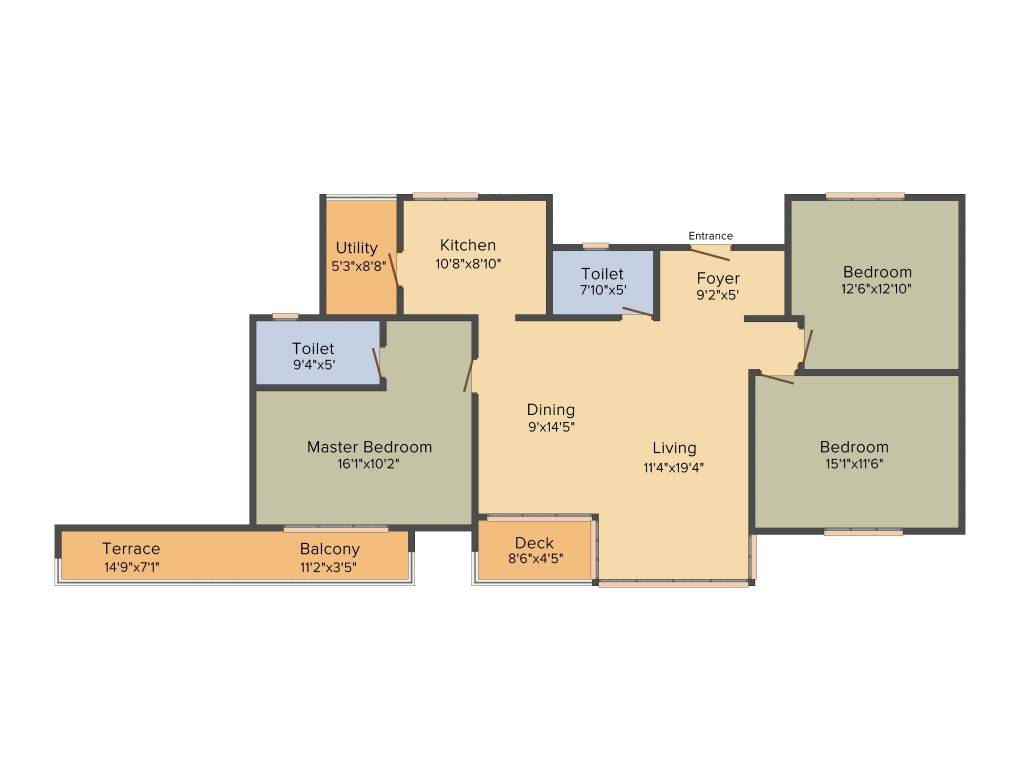 Entrance
Utility
5'3"x8'8"
Kitchen
10'8"x8'10"
Toilet
7'10"x5'
Foyer
9'2"x5'
Bedroom
12'6"x12'10"
Toilet
9'4"x5'
Master Bedroom
16'1"x10'2"
Dining
9'x14'5"
Living
11'4"x19'4"
Bedroom
15'1"x11'6"
Terrace
14'9"x7'1"
Balcony
11'2"x3'5"
Deck
8'6"x4'5"